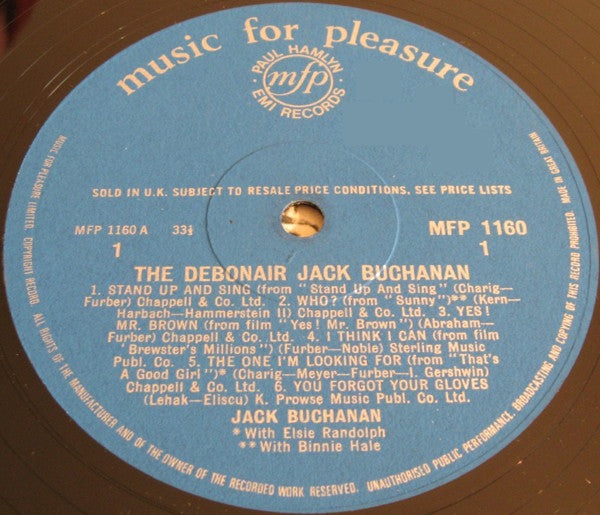 music for pleasure
PAUL HAMLYN
mfp
EMI RECORDS
SOLD IN U.K. SUBJECT TO RESALE PRICE CONDITIONS, SEE PRICE LISTS
MFP 1160 A 33⅓ MFP 1160
1 1
THE DEBONAIR JACK BUCHANAN
1. STAND UP AND SING (from "Stand Up And Sing") (Charig—
Furber) Chappell & Co. Ltd. 2. WHO? (from "Sunny")** (Kern—
Harbach—Hammerstein II) Chappell & Co. Ltd. 3. YES!
MR. BROWN (from film "Yes! Mr. Brown") (Abraham—
Furber) Chappell & Co. Ltd. 4. I THINK I CAN (from film
"Brewster's Millions") (Furber—Noble) Sterling Music
Publ. Co. 5. THE ONE I'M LOOKING FOR (from "That's
A Good Girl")* (Charig—Meyer—Furber—I. Gershwin)
Chappell & Co. Ltd. 6. YOU FORGOT YOUR GLOVES
(Lehak—Eliscu) K. Prowse Music Publ. Co. Ltd.
JACK BUCHANAN
* With Elsie Randolph
** With Binnie Hale
MUSIC FOR PLEASURE LIMITED. COPYRIGHT RECORD. ALL RIGHTS OF THE MANUFACTURER AND OF THE OWNER OF THE RECORDED WORK RESERVED. UNAUTHORISED PUBLIC PERFORMANCE, BROADCASTING AND COPYING OF THIS RECORD PROHIBITED. MADE IN GREAT BRITAIN